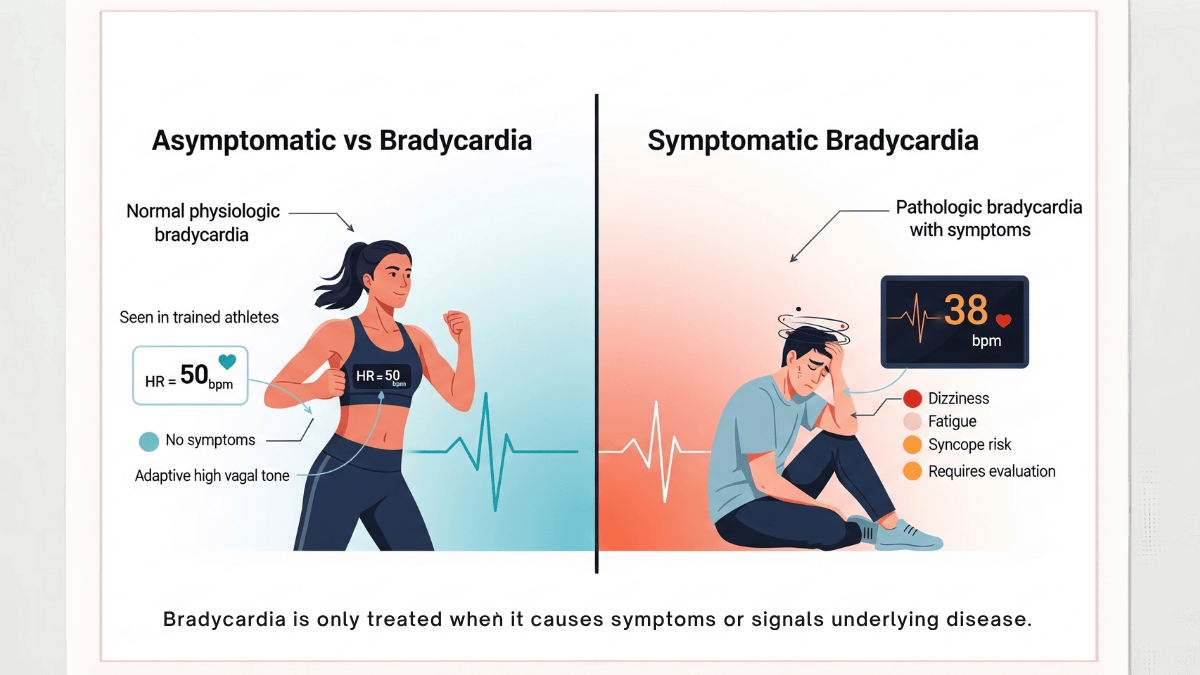 Asymptomatic vs Bradycardia
Normal physiologic
bradycardia
Seen in trained athletes
HR = 50 bpm
HR = 50 bpm
No symptoms
Adaptive high vagal tone
Symptomatic Bradycardia
Pathologic bradycardia
with symptoms
38
bpm
Dizziness
Fatigue
Syncope risk
Requires evaluation
Bradycardia is only treated when it causes symptoms or signals underlying disease.